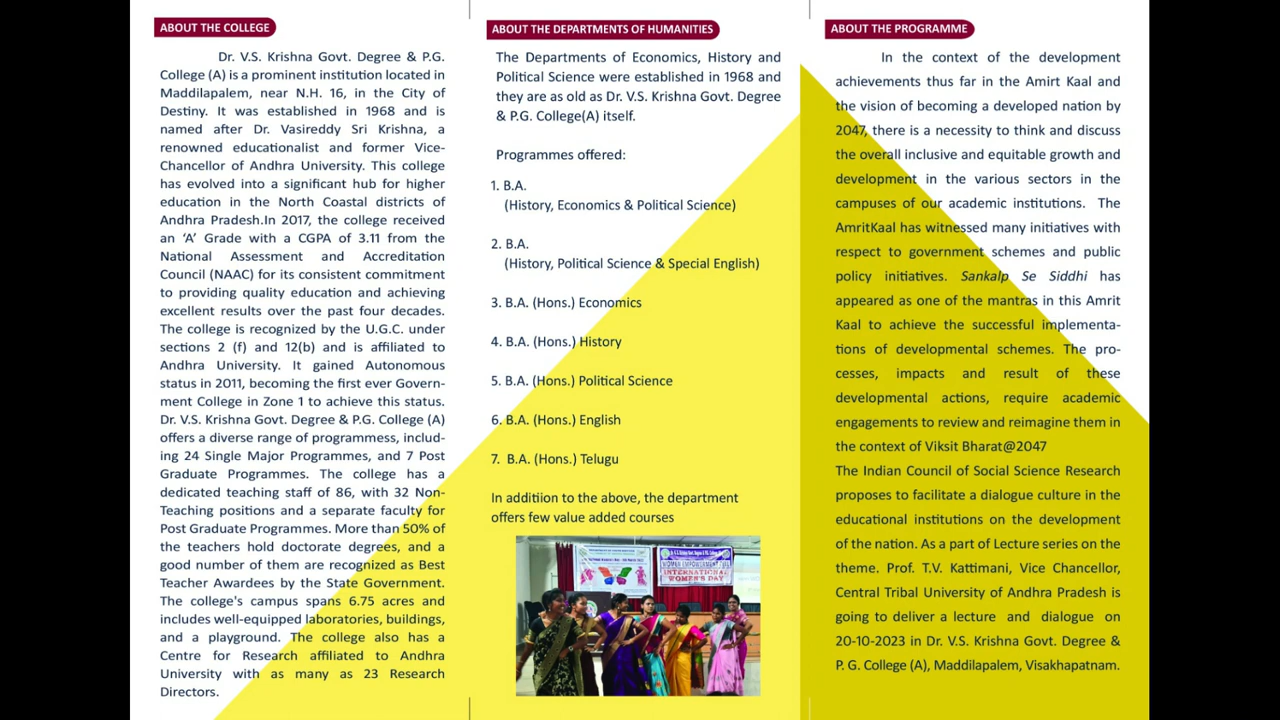 ABOUT THE COLLEGE
Dr. V.S. Krishna Govt. Degree & P.G.
College (A) is a prominent institution located in
Maddilapalem, near N.H. 16, in the City of
Destiny. It was established in 1968 and is
named after Dr. Vasireddy Sri Krishna, a
renowned educationalist and former Vice-
Chancellor of Andhra University. This college
has evolved into a significant hub for higher
education in the North Coastal districts of
Andhra Pradesh.In 2017, the college received
an ‘A’ Grade with a CGPA of 3.11 from the
National Assessment and Accreditation
Council (NAAC) for its consistent commitment
to providing quality education and achieving
excellent results over the past four decades.
The college is recognized by the U.G.C. under
sections 2 (f) and 12(b) and is affiliated to
Andhra University. It gained Autonomous
status in 2011, becoming the first ever Govern-
ment College in Zone 1 to achieve this status.
Dr. V.S. Krishna Govt. Degree & P.G. College (A)
offers a diverse range of programmess, includ-
ing 24 Single Major Programmes, and 7 Post
Graduate Programmes. The college has a
dedicated teaching staff of 86, with 32 Non-
Teaching positions and a separate faculty for
Post Graduate Programmes. More than 50% of
the teachers hold doctorate degrees, and a
good number of them are recognized as Best
Teacher Awardees by the State Government.
The college's campus spans 6.75 acres and
includes well-equipped laboratories, buildings,
and a playground. The college also has a
Centre for Research affiliated to Andhra
University with as many as 23 Research
Directors.
ABOUT THE DEPARTMENTS OF HUMANITIES
The Departments of Economics, History and
Political Science were established in 1968 and
they are as old as Dr. V.S. Krishna Govt. Degree
& P.G. College(A) itself.
Programmes offered:
1. B.A.
(History, Economics & Political Science)
2. B.A.
(History, Political Science & Special English)
3. B.A. (Hons.) Economics
4. B.A. (Hons.) History
5. B.A. (Hons.) Political Science
6. B.A. (Hons.) English
7. B.A. (Hons.) Telugu
In addition to the above, the department
offers few value added courses
WOMEN EMPOWERMENT CELL
INTERNATIONAL
WOMEN'S DAY
ABOUT THE PROGRAMME
In the context of the development
achievements thus far in the Amirt Kaal and
the vision of becoming a developed nation by
2047, there is a necessity to think and discuss
the overall inclusive and equitable growth and
development in the various sectors in the
campuses of our academic institutions. The
AmritKaal has witnessed many initiatives with
respect to government schemes and public
policy initiatives. Sankalp Se Siddhi has
appeared as one of the mantras in this Amrit
Kaal to achieve the successful implementa-
tions of developmental schemes. The pro-
cesses, impacts and result of these
developmental actions, require academic
engagements to review and reimagine them in
the context of Viksit Bharat@2047
The Indian Council of Social Science Research
proposes to facilitate a dialogue culture in the
educational institutions on the development
of the nation. As a part of Lecture series on the
theme. Prof. T.V. Kattimani, Vice Chancellor,
Central Tribal University of Andhra Pradesh is
going to deliver a lecture and dialogue on
20-10-2023 in Dr. V.S. Krishna Govt. Degree &
P. G. College (A), Maddilapalem, Visakhapatnam.